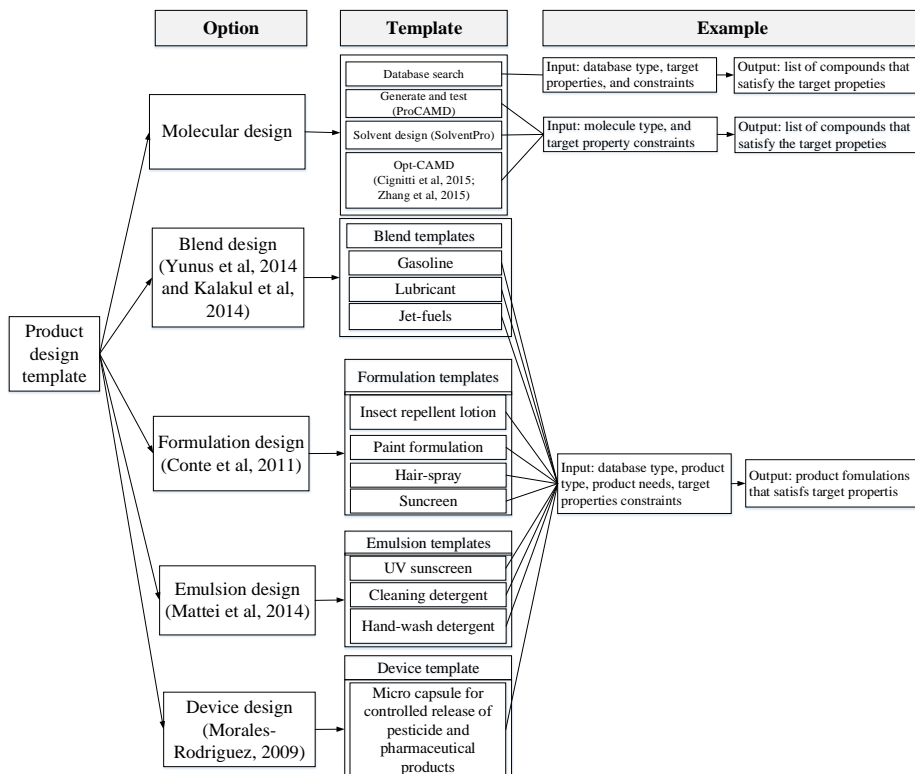 Option
Template
Example
Product
design
template
Molecular design
Database search
Generate and test
(ProCAMD)
Solvent design (SolventPro)
Opt-CAMD
(Cignitti et al, 2015;
Zhang et al, 2015)
Input: database type, target
properties, and constraints
Output: list of compounds that
satisfy the target propeties
Input: molecule type, and
target property constraints
Output: list of compounds that
satisfy the target propeties
Blend design
(Yunus et al, 2014
and Kalakul et al,
2014)
Blend templates
Gasoline
Lubricant
Jet-fuels
Formulation design
(Conte et al, 2011)
Formulation templates
Insect repellent lotion
Paint formulation
Hair-spray
Suncreen
Input: database type, product
type, product needs, target
properties constraints
Output: product fomulations
that satisfs target propertis
Emulsion design
(Mattei et al, 2014)
Emulsion templates
UV sunscreen
Cleaning detergent
Hand-wash detergent
Device design
(Morales-
Rodriguez, 2009)
Device template
Micro capsule for
controlled release of
pesticide and
pharmaceutical
products